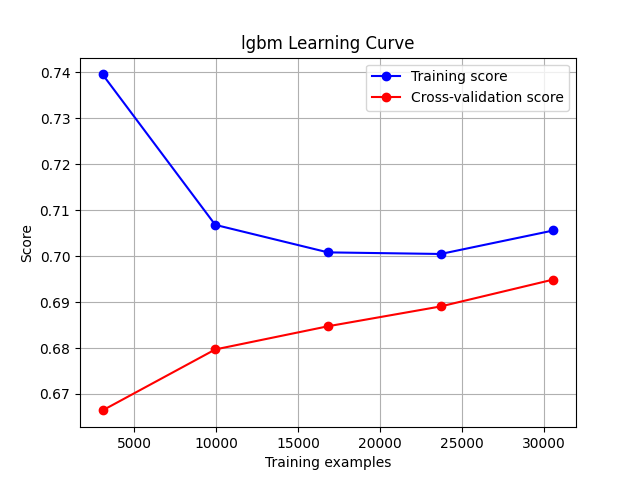 lgbm Learning Curve
Training score
Cross-validation score
0.74
0.73
0.72
0.71
0.70
0.69
0.68
0.67
Score
5000 10000 15000 20000 25000 30000
Training examples